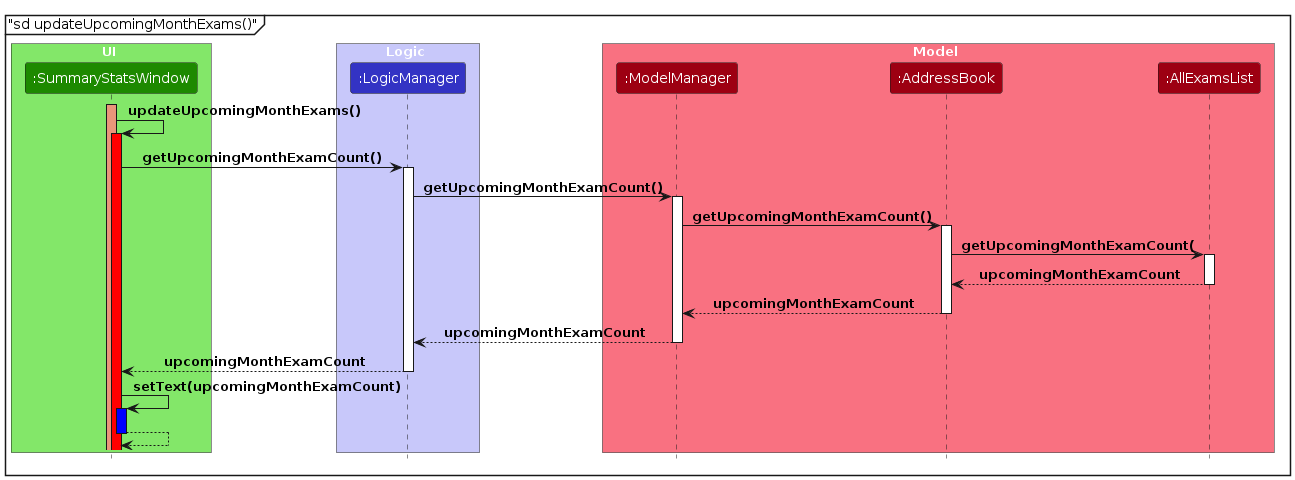 "sd updateUpcomingMonthExams()"
UI
Logic
Model
:SummaryStatsWindow
:LogicManager
:ModelManager
:AddressBook
:AllExamsList
updateUpcomingMonthExams()
getUpcomingMonthExamCount()
getUpcomingMonthExamCount()
getUpcomingMonthExamCount()
getUpcomingMonthExamCount(
upcomingMonthExamCount
upcomingMonthExamCount
upcomingMonthExamCount
upcomingMonthExamCount
setText(upcomingMonthExamCount)